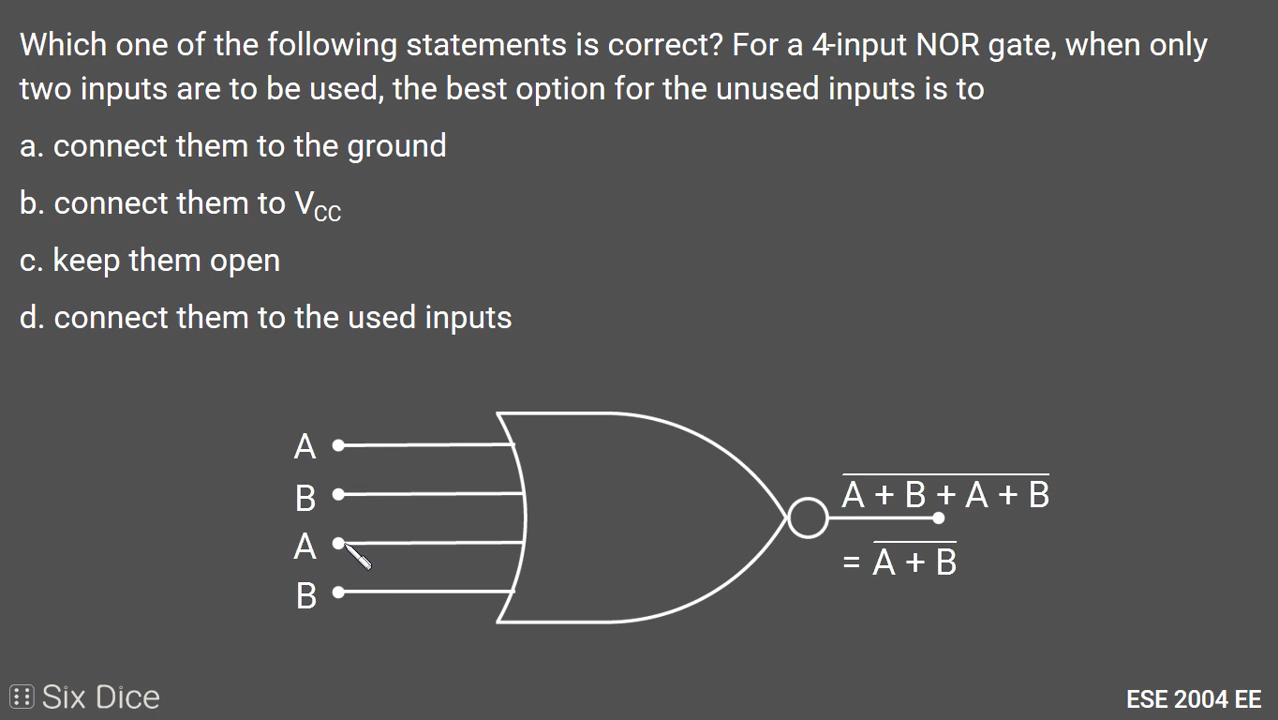 Which one of the following statements is correct? For a 4-input NOR gate, when only
two inputs are to be used, the best option for the unused inputs is to
a. connect them to the ground
b. connect them to VCC
c. keep them open
d. connect them to the used inputs
A
B
A
B
A + B + A + B
= A + B
Six Dice
ESE 2004 EE